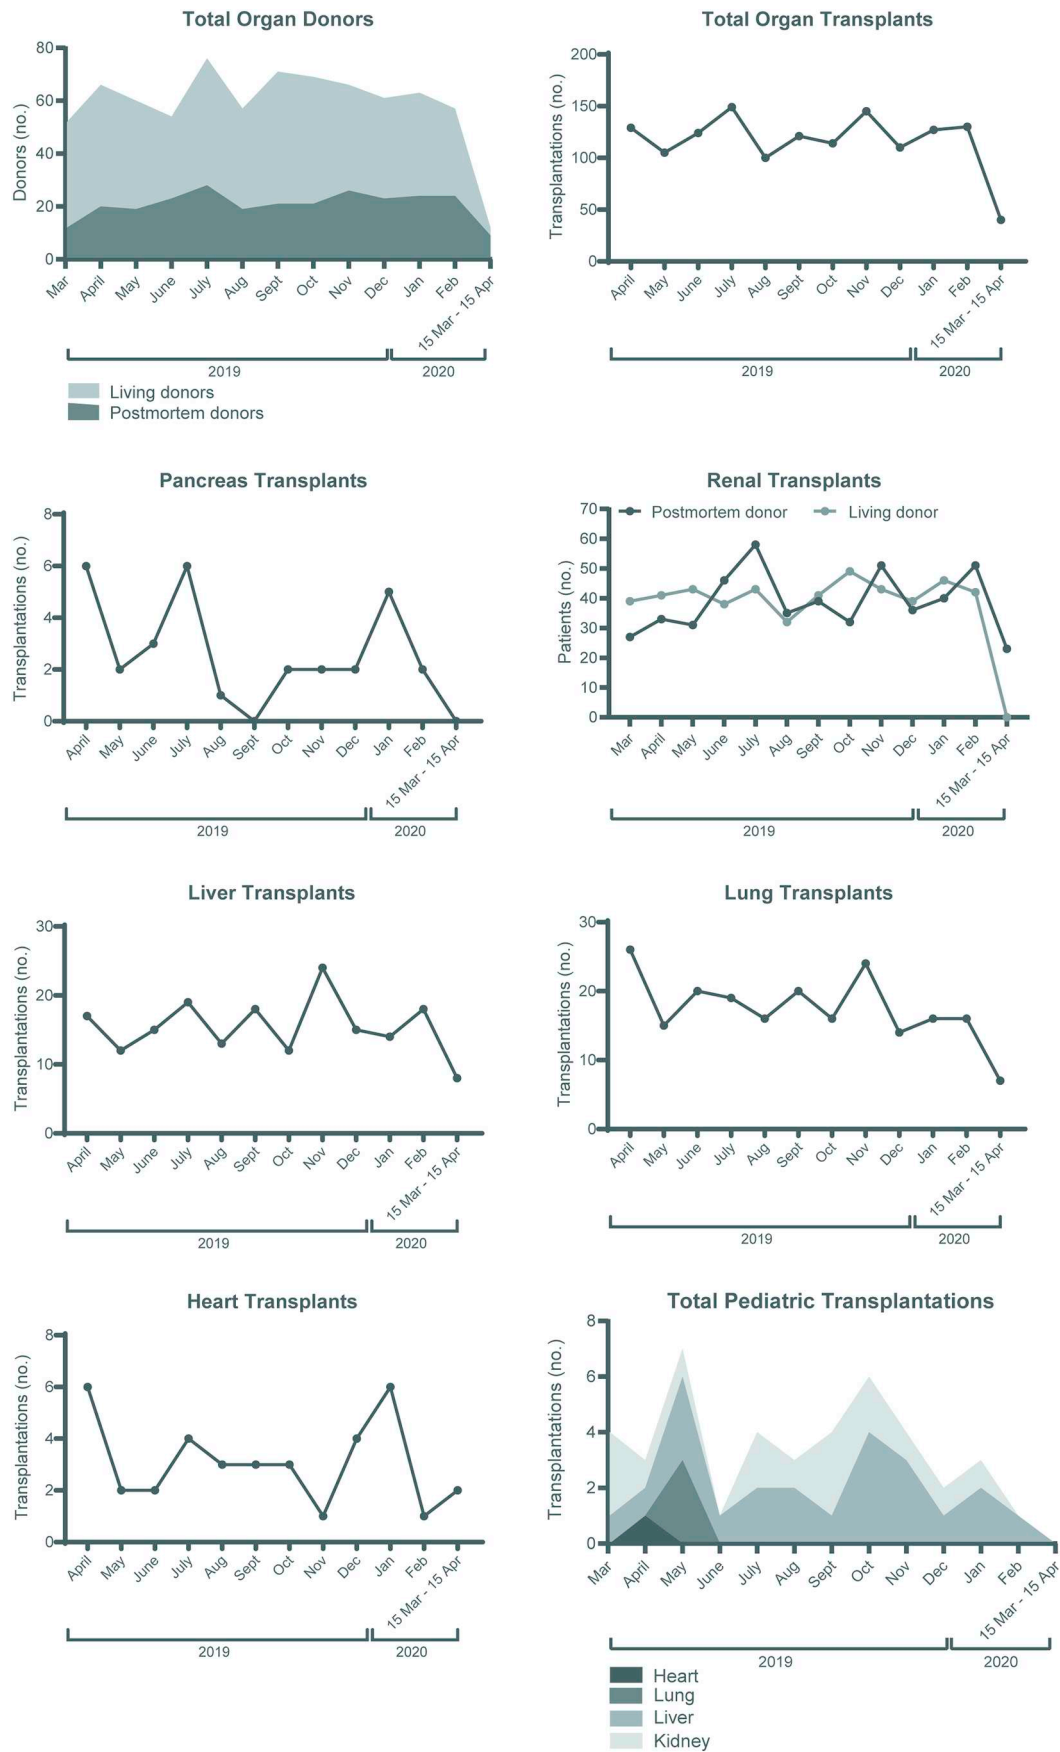 Total Organ Donors
Donors (no.)
80
60
40
20
0
Mar April May June July Aug Sept Oct Nov Dec Jan Feb 15 Mar - 15 Apr
2019 2020
Living donors
Postmortem donors
Total Organ Transplants
Transplantations (no.)
200
150
100
50
0
April May June July Aug Sept Oct Nov Dec Jan Feb 15 Mar - 15 Apr
2019 2020
Pancreas Transplants
Transplantations (no.)
8
6
4
2
0
April May June July Aug Sept Oct Nov Dec Jan Feb 15 Mar - 15 Apr
2019 2020
Renal Transplants
Postmortem donor Living donor
Patients (no.)
70
60
50
40
30
20
10
0
Mar April May June July Aug Sept Oct Nov Dec Jan Feb 15 Mar - 15 Apr
2019 2020
Liver Transplants
Transplantations (no.)
30
20
10
0
April May June July Aug Sept Oct Nov Dec Jan Feb 15 Mar - 15 Apr
2019 2020
Lung Transplants
Transplantations (no.)
30
20
10
0
April May June July Aug Sept Oct Nov Dec Jan Feb 15 Mar - 15 Apr
2019 2020
Heart Transplants
Transplantations (no.)
8
6
4
2
0
April May June July Aug Sept Oct Nov Dec Jan Feb 15 Mar - 15 Apr
2019 2020
Total Pediatric Transplantations
Transplantations (no.)
8
6
4
2
0
Mar April May June July Aug Sept Oct Nov Dec Jan Feb 15 Mar - 15 Apr
2019 2020
Heart
Lung
Liver
Kidney